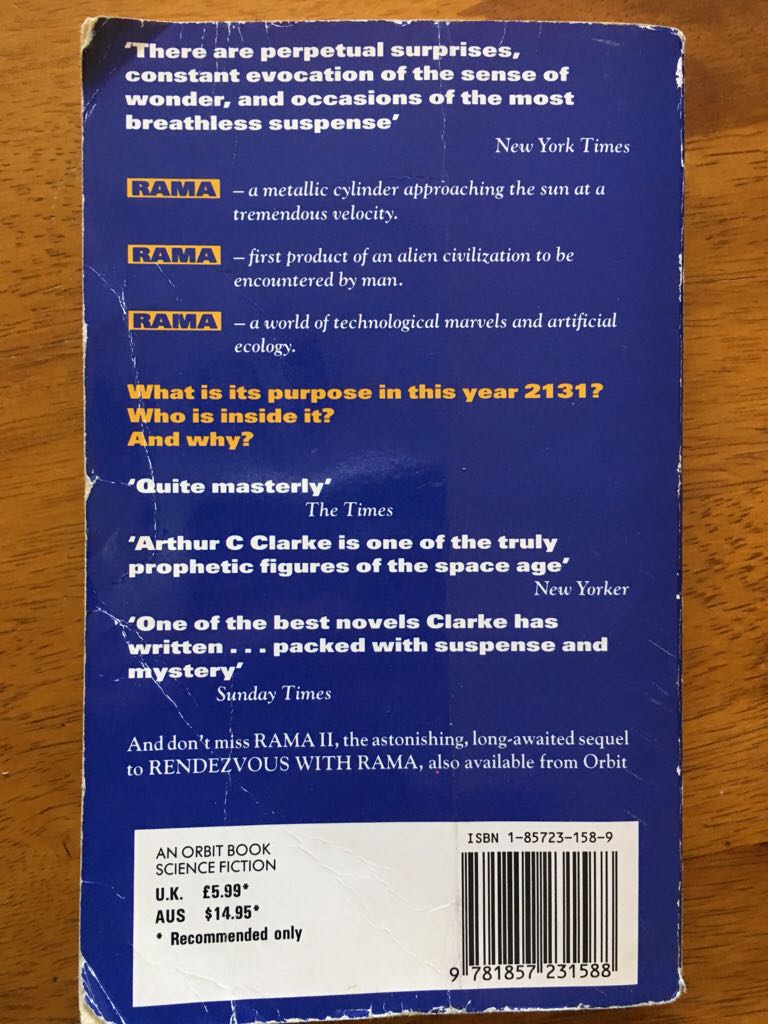 'There are perpetual surprises,
constant evocation of the sense of
wonder, and occasions of the most
breathless suspense'
New York Times
RAMA – a metallic cylinder approaching the sun at a
tremendous velocity.
RAMA – first product of an alien civilization to be
encountered by man.
RAMA – a world of technological marvels and artificial
ecology.
What is its purpose in this year 2131?
Who is inside it?
And why?
'Quite masterly'
The Times
'Arthur C Clarke is one of the truly
prophetic figures of the space age'
New Yorker
'One of the best novels Clarke has
written . . . packed with suspense and
mystery'
Sunday Times
And don't miss RAMA II, the astonishing, long-awaited sequel
to RENDEZVOUS WITH RAMA, also available from Orbit
AN ORBIT BOOK
SCIENCE FICTION
U.K. £5.99*
AUS $14.95*
* Recommended only
ISBN 1-85723-158-9
9 781857 231588